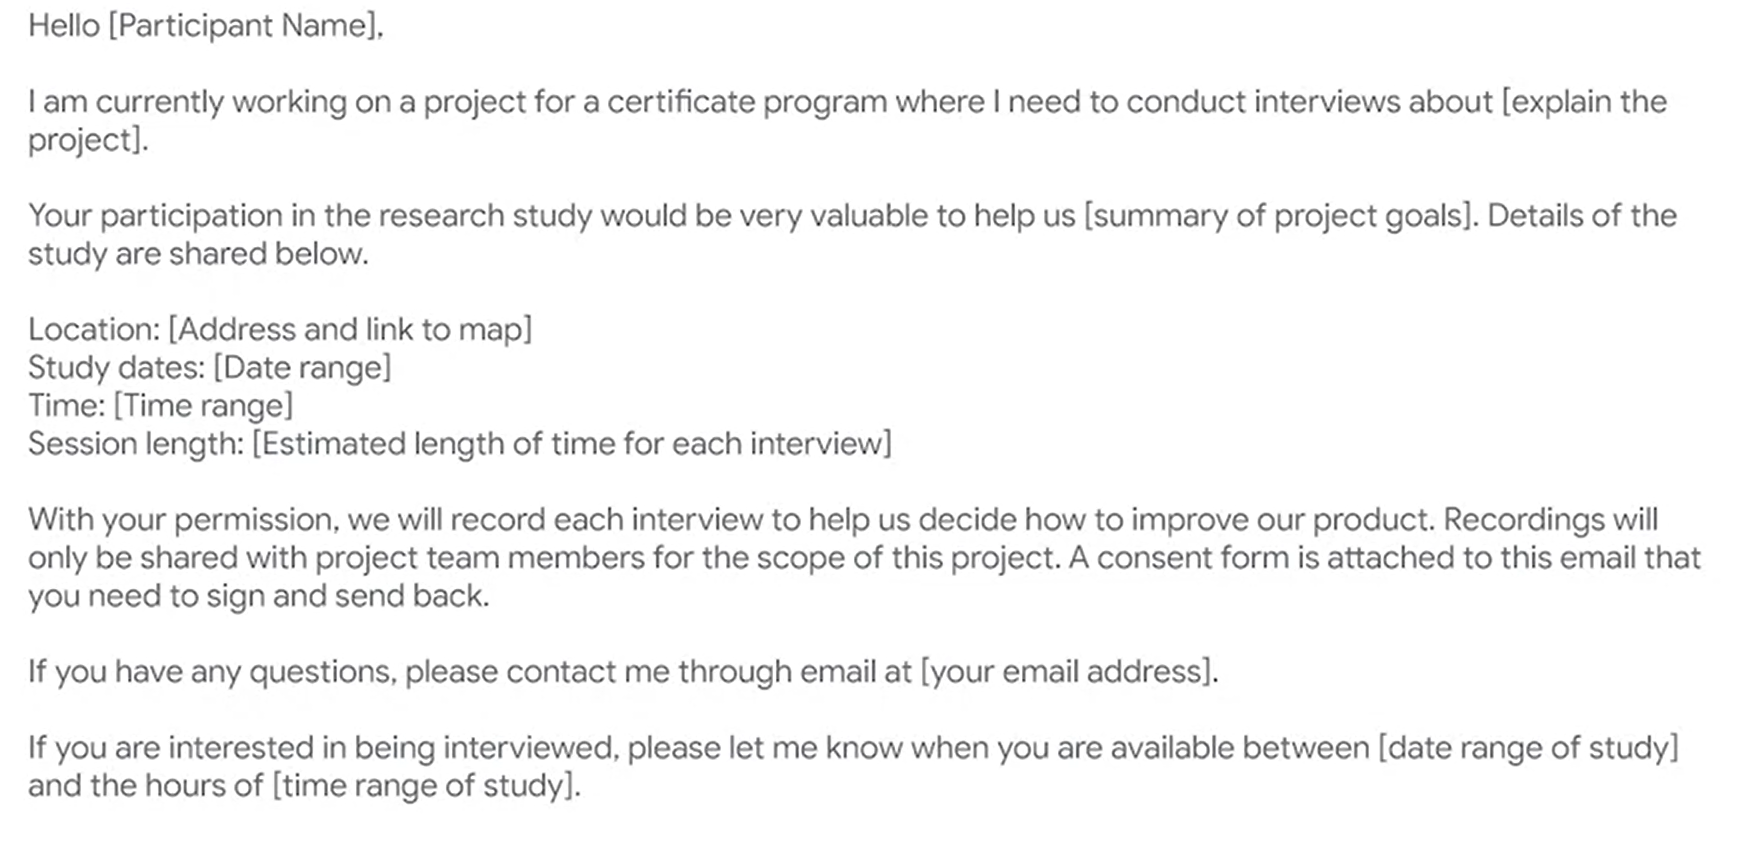 Hello [Participant Name],
I am currently working on a project for a certificate program where I need to conduct interviews about [explain the
project].
Your participation in the research study would be very valuable to help us [summary of project goals]. Details of the
study are shared below.
Location: [Address and link to map]
Study dates: [Date range]
Time: [Time range]
Session length: [Estimated length of time for each interview]
With your permission, we will record each interview to help us decide how to improve our product. Recordings will
only be shared with project team members for the scope of this project. A consent form is attached to this email that
you need to sign and send back.
If you have any questions, please contact me through email at [your email address].
If you are interested in being interviewed, please let me know when you are available between [date range of study]
and the hours of [time range of study].